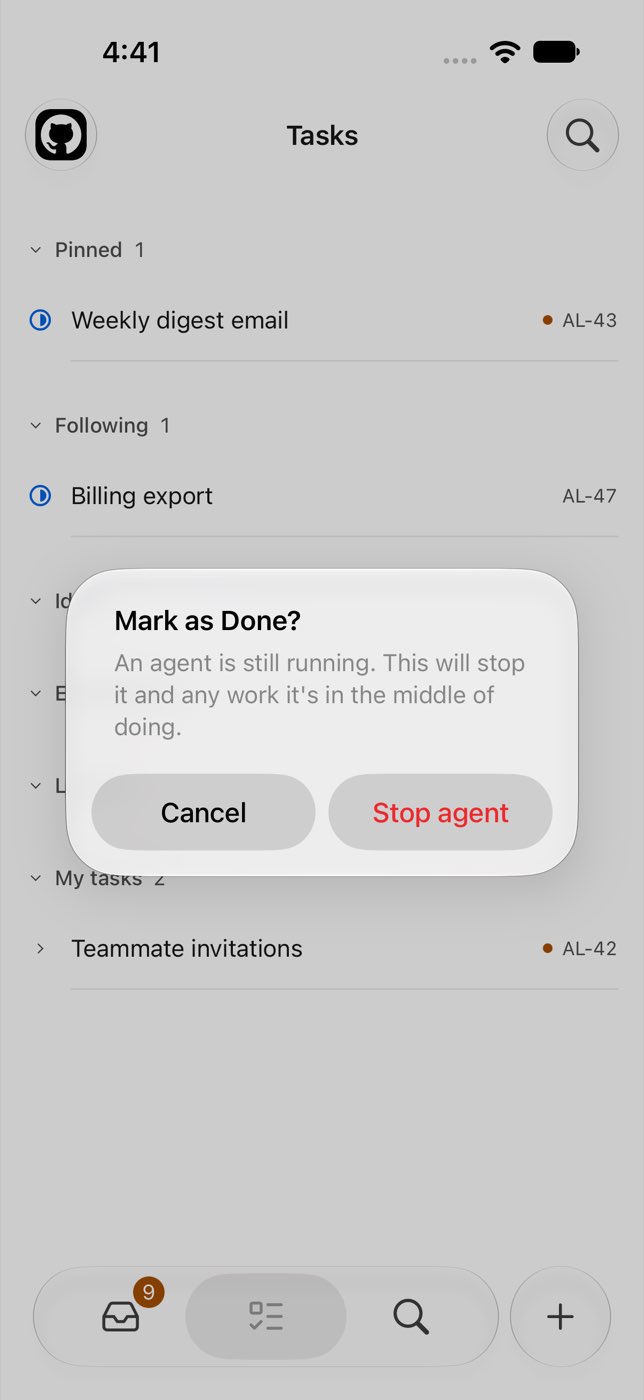 4:41
Tasks
Pinned 1
Weekly digest email AL-43
Following 1
Billing export AL-47
Mark as Done?
An agent is still running. This will stop
it and any work it's in the middle of
doing.
Cancel Stop agent
My tasks 2
Teammate invitations AL-42
9